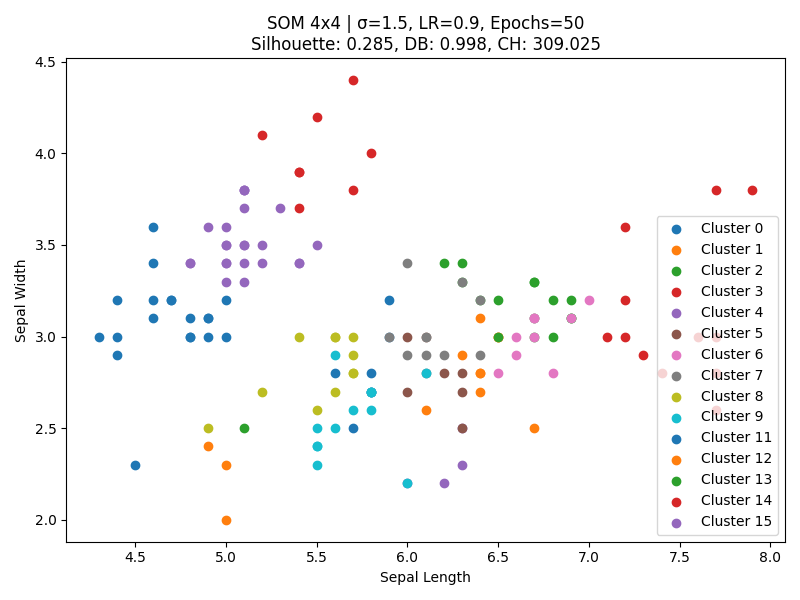 SOM 4x4 | σ=1.5, LR=0.9, Epochs=50
Silhouette: 0.285, DB: 0.998, CH: 309.025
Sepal Width
4.5
4.0
3.5
3.0
2.5
2.0
Cluster 0
Cluster 1
Cluster 2
Cluster 3
Cluster 4
Cluster 5
Cluster 6
Cluster 7
Cluster 8
Cluster 9
Cluster 11
Cluster 12
Cluster 13
Cluster 14
Cluster 15
4.5 5.0 5.5 6.0 6.5 7.0 7.5 8.0
Sepal Length